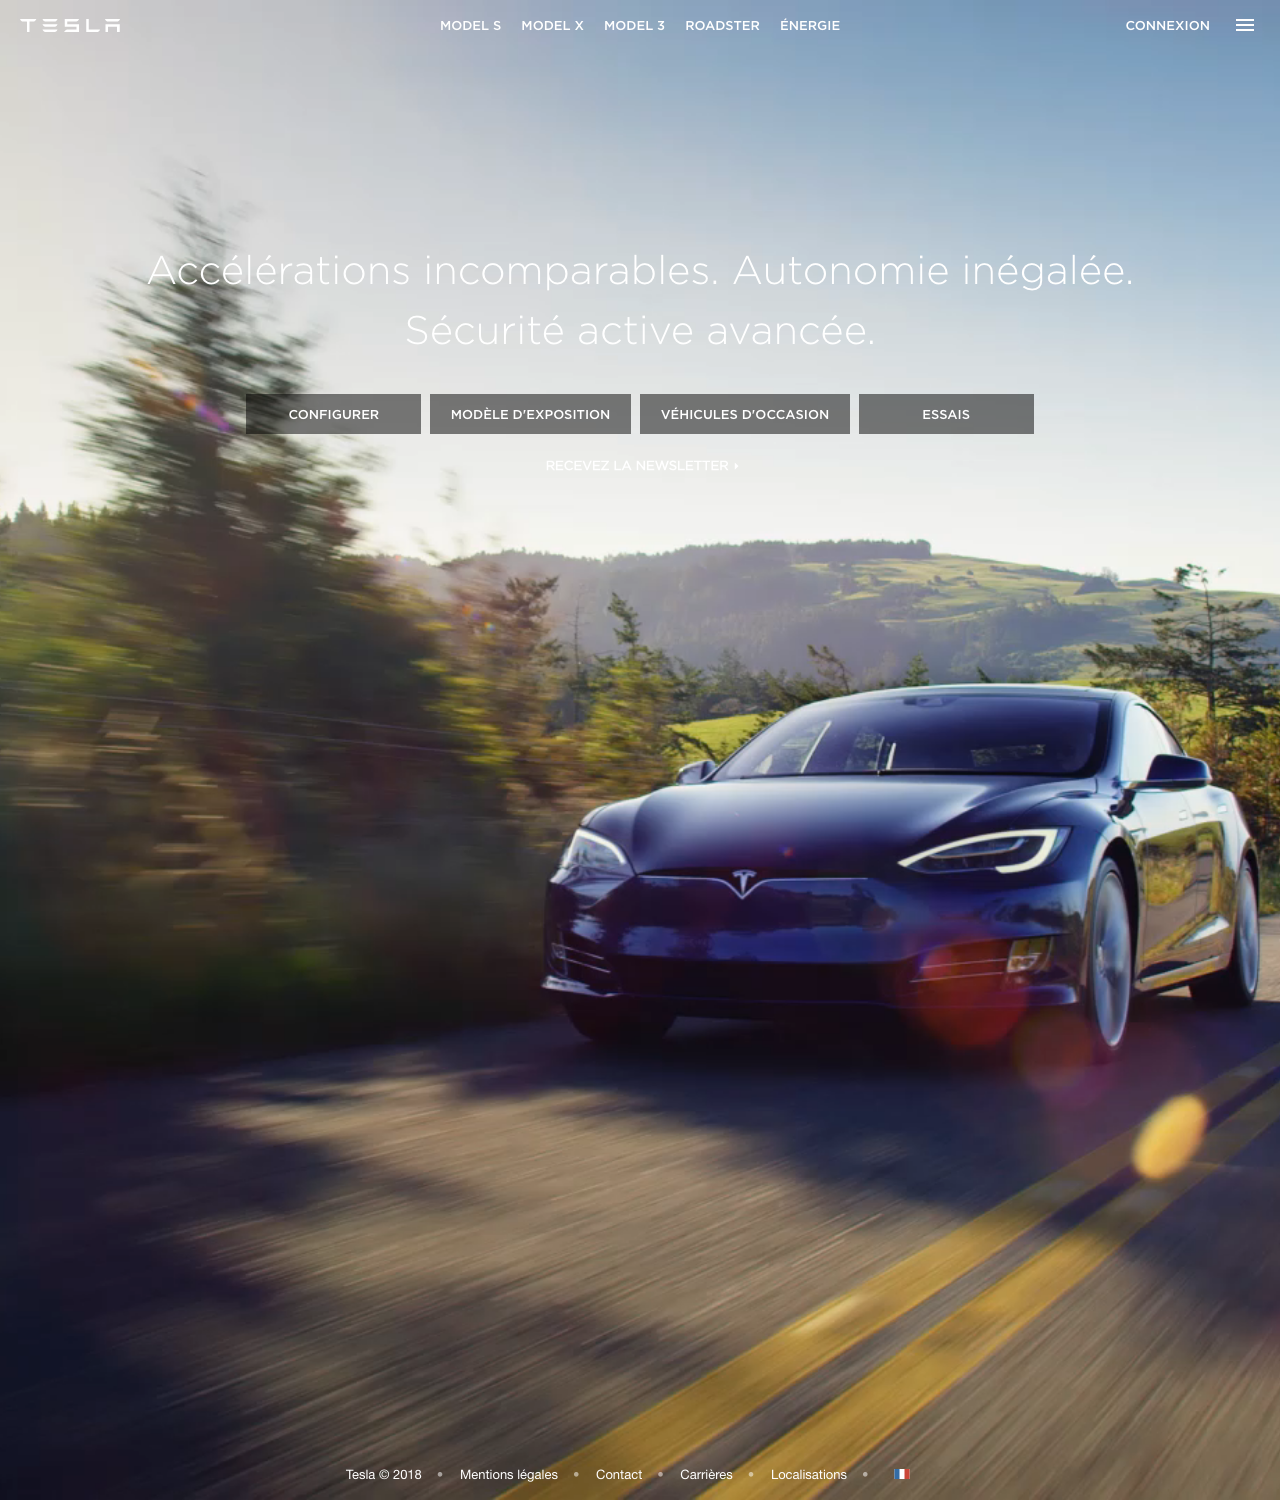 TESLA
MODEL S MODEL X MODEL 3 ROADSTER ÉNERGIE
CONNEXION
Accélérations incomparables. Autonomie inégalée.
Sécurité active avancée.
CONFIGURER MODÈLE D'EXPOSITION VÉHICULES D'OCCASION ESSAIS
RECEVEZ LA NEWSLETTER
Tesla © 2018 • Mentions légales • Contact • Carrières • Localisations •